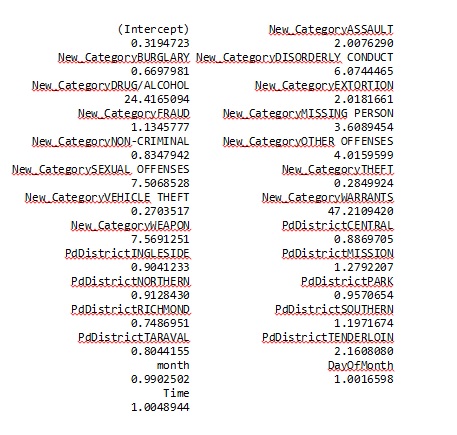 (Intercept) New_CategoryASSAULT
0.3194723 2.0076290
New_CategoryBURGLARY New_CategoryDISORDERLY CONDUCT
0.6697981 6.0744465
New_CategoryDRUG/ALCOHOL New_CategoryEXTORTION
24.4165094 2.0181661
New_CategoryFRAUD New_CategoryMISSING PERSON
1.1345777 3.6089454
New_CategoryNON-CRIMINAL New_CategoryOTHER OFFENSES
0.8347942 4.0159599
New_CategorySEXUAL OFFENSES New_CategoryTHEFT
7.5068528 0.2849924
New_CategoryVEHICLE THEFT New_CategoryWARRANTS
0.2703517 47.2109420
New_CategoryWEAPON PdDistrictCENTRAL
7.5691251 0.8869705
PdDistrictINGLESIDE PdDistrictMISSION
0.9041233 1.2792207
PdDistrictNORTHERN PdDistrictPARK
0.9128430 0.9570654
PdDistrictRICHMOND PdDistrictSOUTHERN
0.7486951 1.1971674
PdDistrictTARAVAL PdDistrictTENDERLOIN
0.8044155 2.1608080
month DayOfMonth
0.9902502 1.0016598
Time
1.0048944